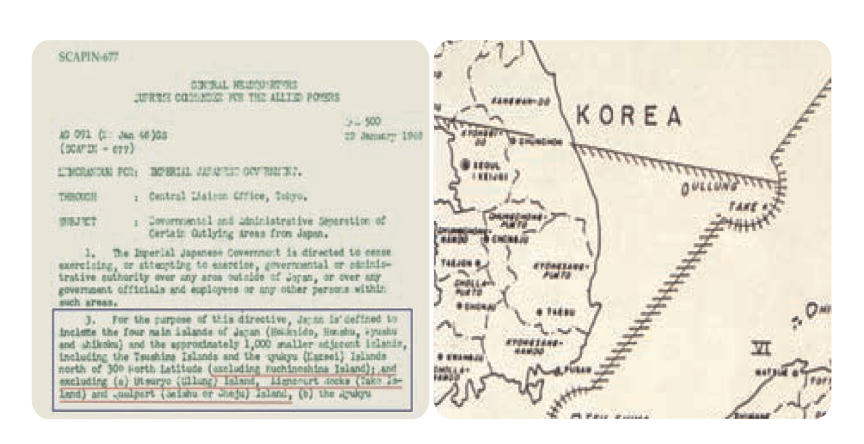 SCAPIN-677
GENERAL HEADQUARTERS
SUPREME COMMANDER FOR THE ALLIED POWERS
500
AG 091 (Jan 46)GS
29 January 1946
(SCAPIN - 677)
MEMORANDUM FOR: IMPERIAL JAPANESE GOVERNMENT.
THROUGH : Central Liaison Office, Tokyo.
SUBJECT : Governmental and Administrative Separation of
Certain Outlying Areas from Japan.
1. The Imperial Japanese Government is directed to cease
exercising, or attempting to exercise, governmental or adminis-
trative authority over any area outside of Japan, or over any
government officials and employees or any other persons within
such areas.
3. For the purpose of this directive, Japan is defined to
include the four main islands of Japan (Hokkaido, Honshu, Kyushu
and Shikoku) and the approximately 1,000 smaller adjacent islands,
including the Tsushima Islands and the Ryukyu (Nansei) Islands
north of 30° North Latitude (excluding Kuchinoshima Island); and
excluding (a) Utsuryo (Ullung) Island, Liancourt Rocks (Take Is-
land) and Quelpart (Saishu or Cheju) Island, (b) the Ryukyu
KOREA
KANGWAN-DO
KYONGGI-
DO
CHUNCHON
SEOUL
(KEIJO)
ULLUNG
TAKE
CHUNGCHONG-
PUKTO
CHUNGCHONG-
NAMDO
CHONGJU
TAEJON
KYONGSANG-
PUKTO
CHOLLA-
PUKTO
CHONJU
TAEGU
KYONGSANG-
NAMDO
KWANGJU
CHOLLA-
PUSAN
VI
MATSUE